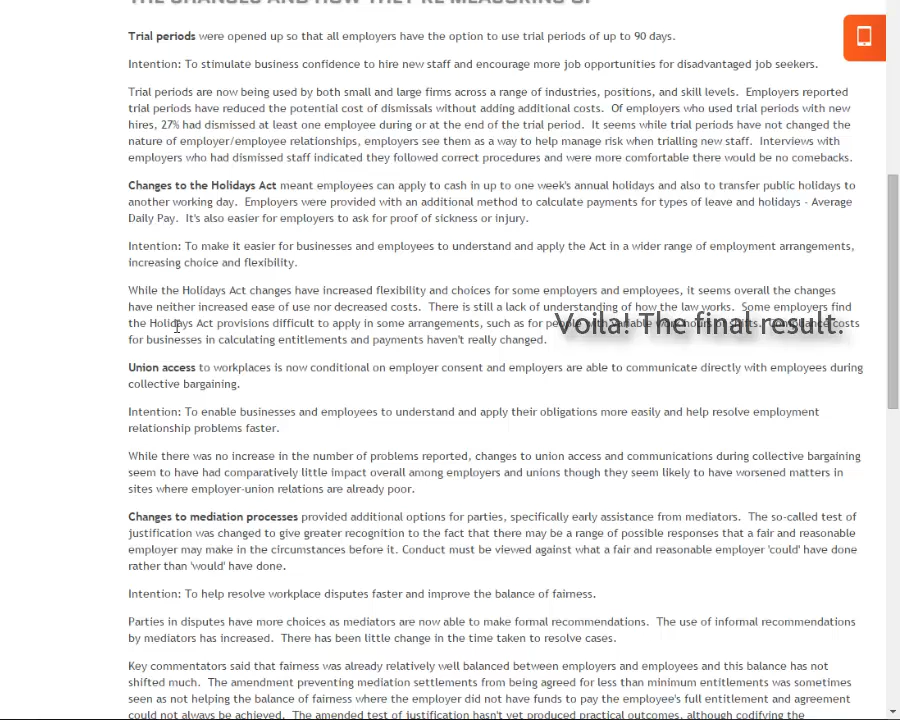 THE CHANGES AND HOW THEY'RE MEASURING UP
Trial periods were opened up so that all employers have the option to use trial periods of up to 90 days.
Intention: To stimulate business confidence to hire new staff and encourage more job opportunities for disadvantaged job seekers.
Trial periods are now being used by both small and large firms across a range of industries, positions, and skill levels.  Employers reported
trial periods have reduced the potential cost of dismissals without adding additional costs.  Of employers who used trial periods with new
hires, 27% had dismissed at least one employee during or at the end of the trial period.  It seems while trial periods have not changed the
nature of employer/employee relationships, employers see them as a way to help manage risk when trialling new staff.  Interviews with
employers who had dismissed staff indicated they followed correct procedures and were more comfortable there would be no comebacks.
Changes to the Holidays Act meant employees can apply to cash in up to one week's annual holidays and also to transfer public holidays to
another working day.  Employers were provided with an additional method to calculate payments for types of leave and holidays - Average
Daily Pay.  It's also easier for employers to ask for proof of sickness or injury.
Intention: To make it easier for businesses and employees to understand and apply the Act in a wider range of employment arrangements,
increasing choice and flexibility.
While the Holidays Act changes have increased flexibility and choices for some employers and employees, it seems overall the changes
have neither increased ease of use nor decreased costs.  There is still a lack of understanding of how the law works.  Some employers find
the Holidays Act provisions difficult to apply in some arrangements, such as for people with variable work hours or shifts.  Compliance costs
Voila! The final result.
for businesses in calculating entitlements and payments haven't really changed.
Union access to workplaces is now conditional on employer consent and employers are able to communicate directly with employees during
collective bargaining.
Intention: To enable businesses and employees to understand and apply their obligations more easily and help resolve employment
relationship problems faster.
While there was no increase in the number of problems reported, changes to union access and communications during collective bargaining
seem to have had comparatively little impact overall among employers and unions though they seem likely to have worsened matters in
sites where employer-union relations are already poor.
Changes to mediation processes provided additional options for parties, specifically early assistance from mediators.  The so-called test of
justification was changed to give greater recognition to the fact that there may be a range of possible responses that a fair and reasonable
employer may make in the circumstances before it. Conduct must be viewed against what a fair and reasonable employer 'could' have done
rather than 'would' have done.
Intention: To help resolve workplace disputes faster and improve the balance of fairness.
Parties in disputes have more choices as mediators are now able to make formal recommendations.  The use of informal recommendations
by mediators has increased.  There has been little change in the time taken to resolve cases.
Key commentators said that fairness was already relatively well balanced between employers and employees and this balance has not
shifted much.  The amendment preventing mediation settlements from being agreed for less than minimum entitlements was sometimes
seen as not helping the balance of fairness where the employer did not have funds to pay the employee's full entitlement and agreement
could not always be achieved.  The amended test of justification hasn't yet produced practical outcomes, although codifying the